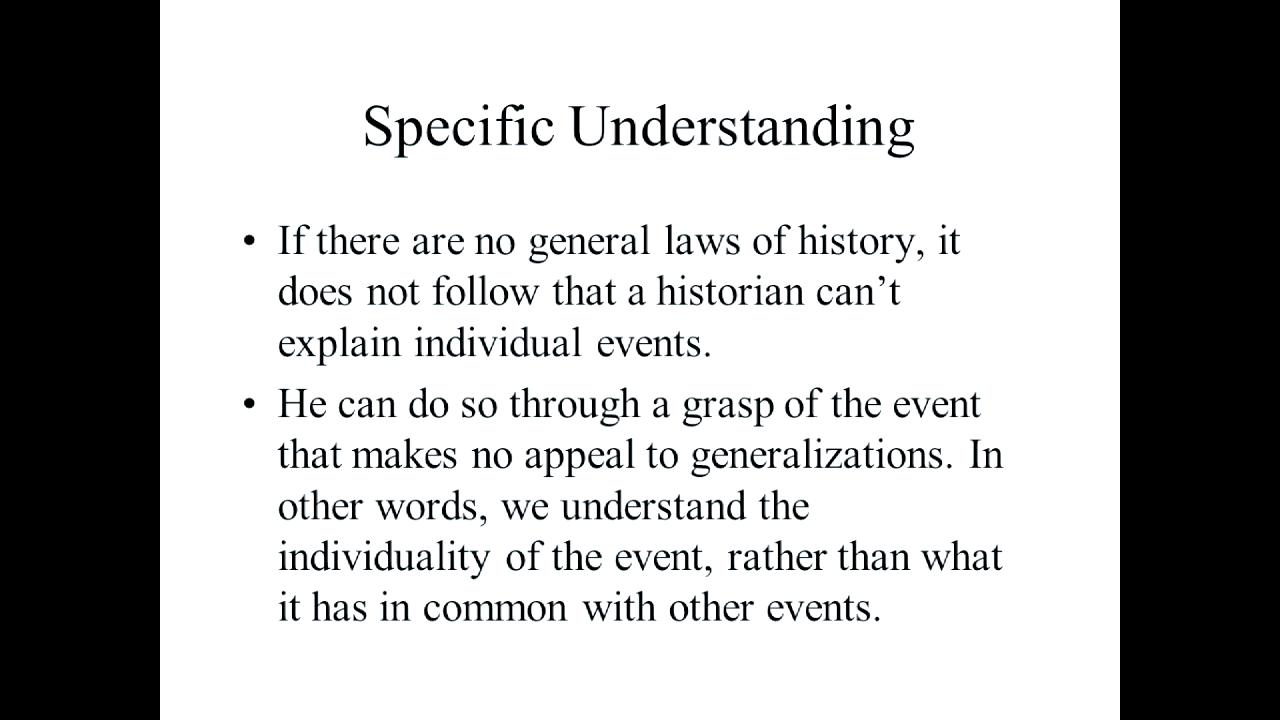 Specific Understanding
• If there are no general laws of history, it
does not follow that a historian can’t
explain individual events.
• He can do so through a grasp of the event
that makes no appeal to generalizations. In
other words, we understand the
individuality of the event, rather than what
it has in common with other events.